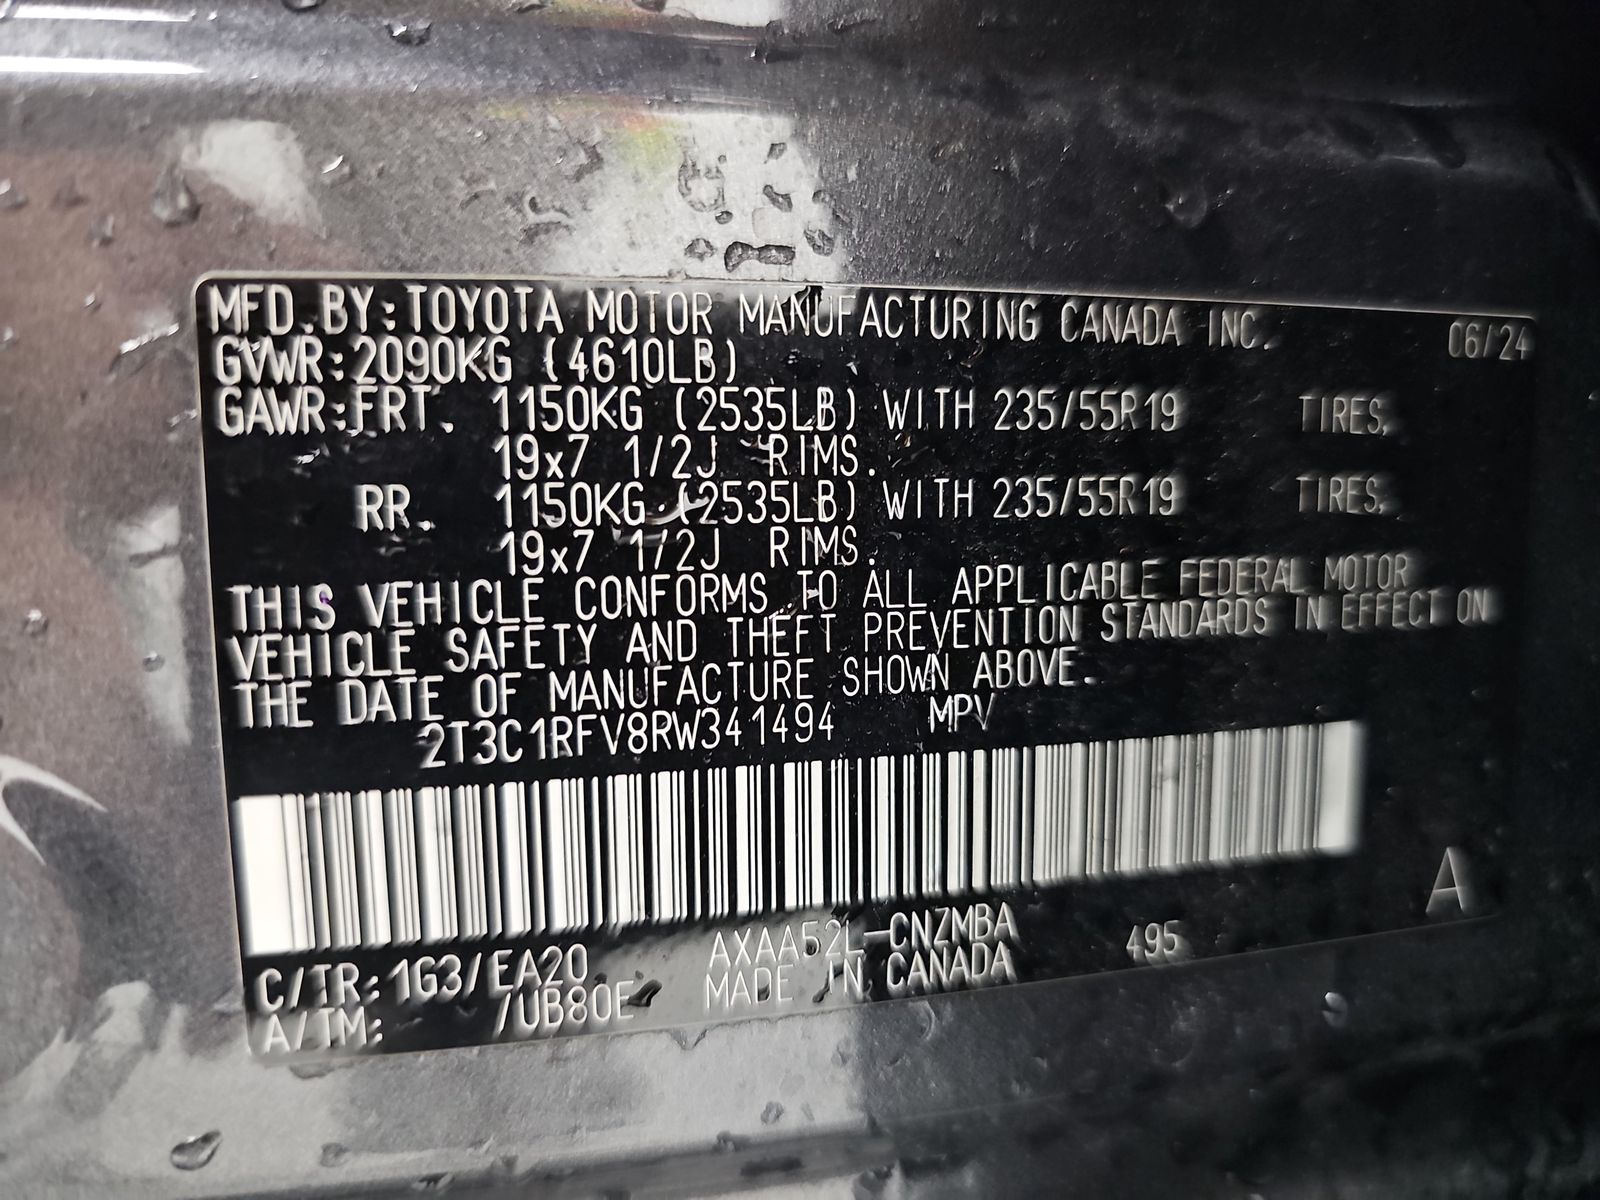 MFD.BY:TOYOTA MOTOR MANUFACTURING CANADA INC. 06/24
GVWR:2090KG (4610LB)
GAWR:FRT. 1150KG (2535LB) WITH 235/55R19 TIRES,
19x7 1/2J RIMS.
RR. 1150KG (2535LB) WITH 235/55R19 TIRES,
19x7 1/2J RIMS.
THIS VEHICLE CONFORMS TO ALL APPLICABLE FEDERAL MOTOR
VEHICLE SAFETY AND THEFT PREVENTION STANDARDS IN EFFECT ON
THE DATE OF MANUFACTURE SHOWN ABOVE.
2T3C1RFV8RW341494 MPV
A
C/TR:1G3/EA20 AXAA52L-CNZMBA 495
A/TM: /UB80E MADE IN CANADA